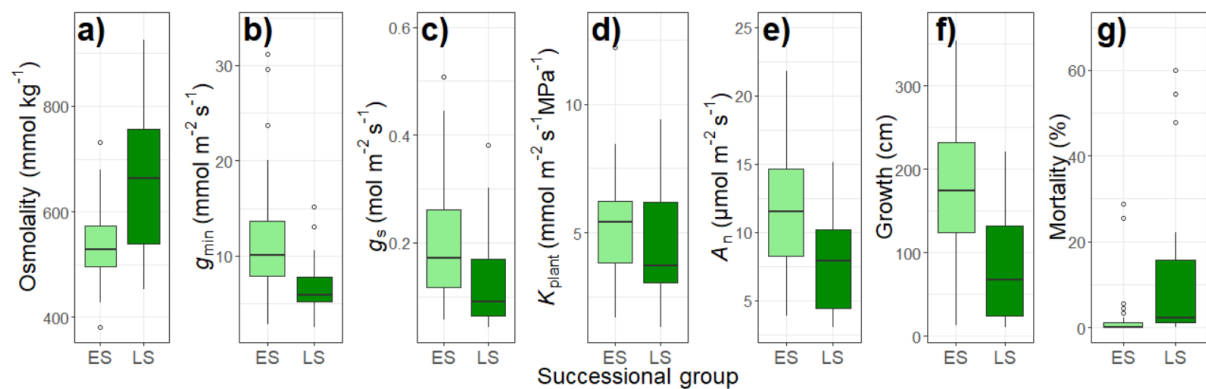 a)
Osmolality (mmol kg⁻¹)
400
600
800
ES LS
b)
gmin (mmol m⁻² s⁻¹)
10
20
30
ES LS
c)
gs (mol m⁻² s⁻¹)
0.2
0.4
0.6
ES LS
d)
Kplant (mmol m⁻² s⁻¹MPa⁻¹)
5
10
ES LS
e)
An (μmol m⁻² s⁻¹)
5
10
15
20
25
ES LS
f)
Growth (cm)
0
100
200
300
ES LS
g)
Mortality (%)
0
20
40
60
ES LS
Successional group